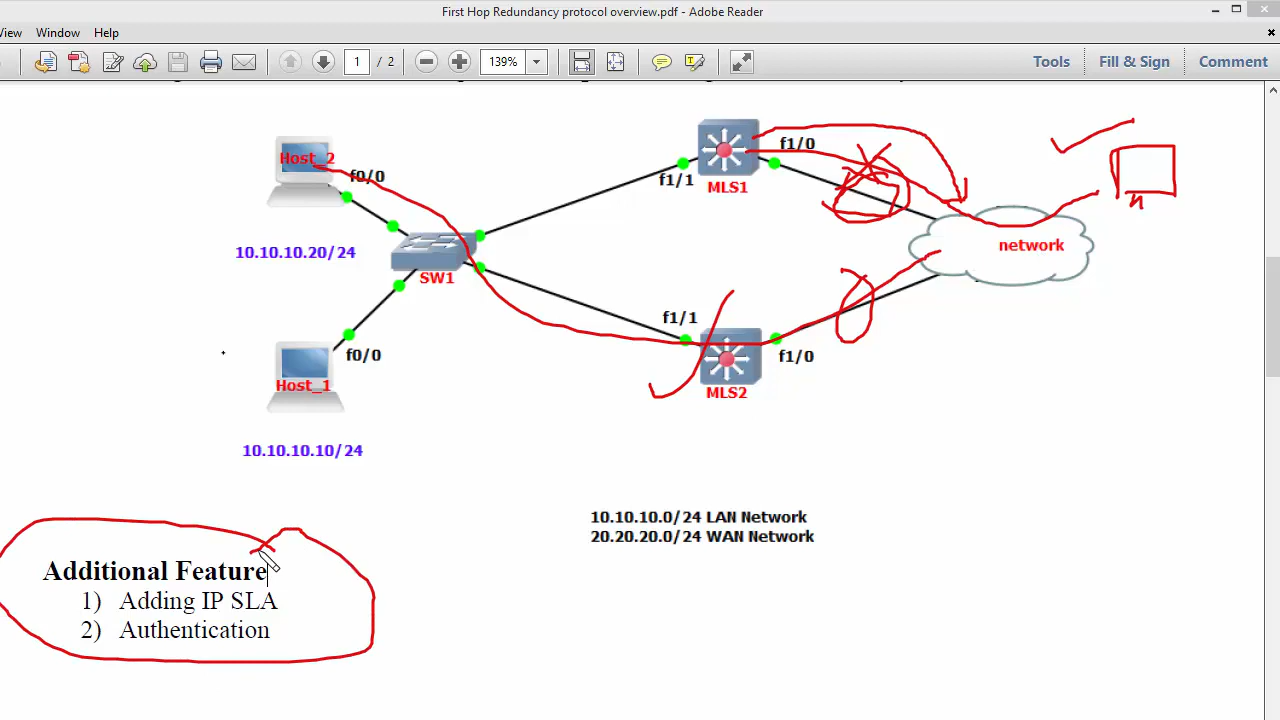 First Hop Redundancy protocol overview.pdf - Adobe Reader
View Window Help
1 / 2 139% Tools Fill & Sign Comment
Host_2
f0/0
10.10.10.20/24
SW1
f1/1
MLS1
f1/0
network
f1/1
MLS2
f1/0
f0/0
Host_1
10.10.10.10/24
10.10.10.0/24 LAN Network
20.20.20.0/24 WAN Network
Additional Feature
1) Adding IP SLA
2) Authentication